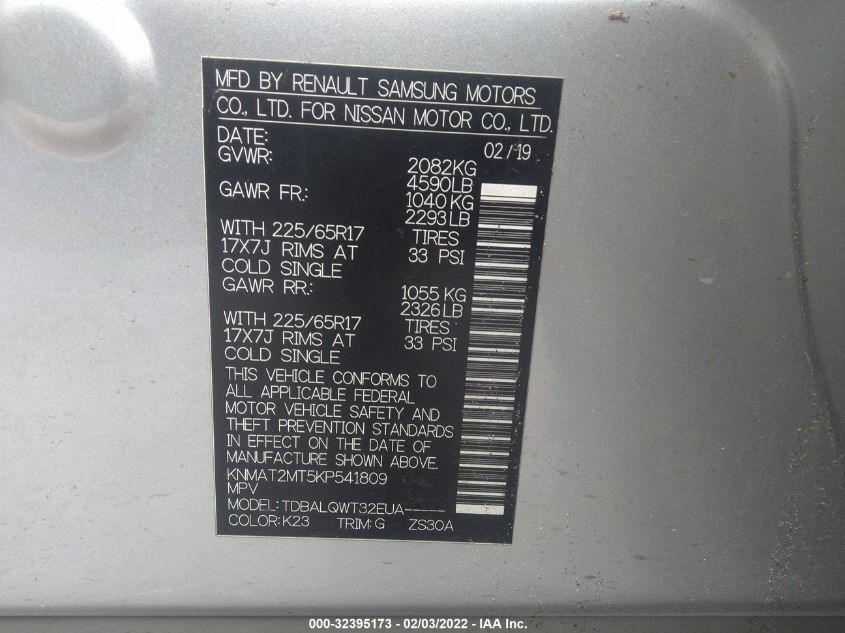 MFD BY RENAULT SAMSUNG MOTORS
CO., LTD. FOR NISSAN MOTOR CO., LTD.
DATE: 02/19
GVWR: 2082KG
4590LB
GAWR FR: 1040 KG
2293 LB
WITH 225/65R17 TIRES
17X7J RIMS AT 33 PSI
COLD SINGLE
GAWR RR: 1055 KG
2326 LB
WITH 225/65R17 TIRES
17X7J RIMS AT 33 PSI
COLD SINGLE
THIS VEHICLE CONFORMS TO
ALL APPLICABLE FEDERAL
MOTOR VEHICLE SAFETY AND
THEFT PREVENTION STANDARDS
IN EFFECT ON THE DATE OF
MANUFACTURE SHOWN ABOVE.
KNMAT2MT5KP541809
MPV
MODEL: TDBALQWT32EUA-----
COLOR: K23 TRIM: G ZS30A
000-32395173 - 02/03/2022 - IAA Inc.